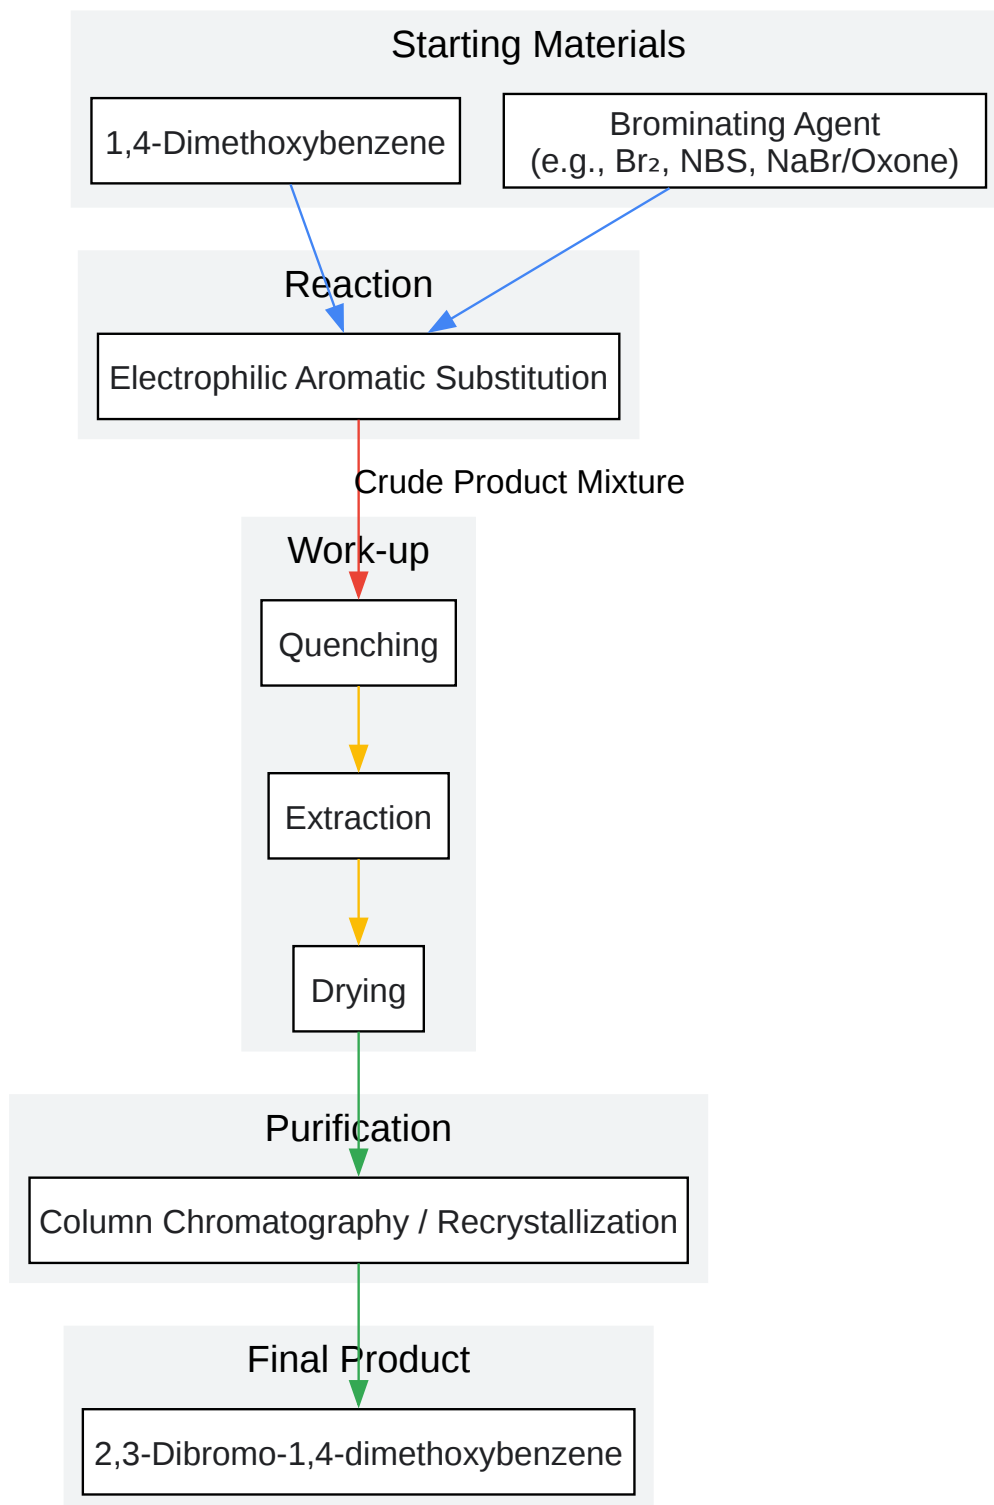 Starting Materials
1,4-Dimethoxybenzene
Brominating Agent
(e.g., Br₂, NBS, NaBr/Oxone)
Reaction
Electrophilic Aromatic Substitution
Crude Product Mixture
Work-up
Quenching
Extraction
Drying
Purification
Column Chromatography / Recrystallization
Final Product
2,3-Dibromo-1,4-dimethoxybenzene